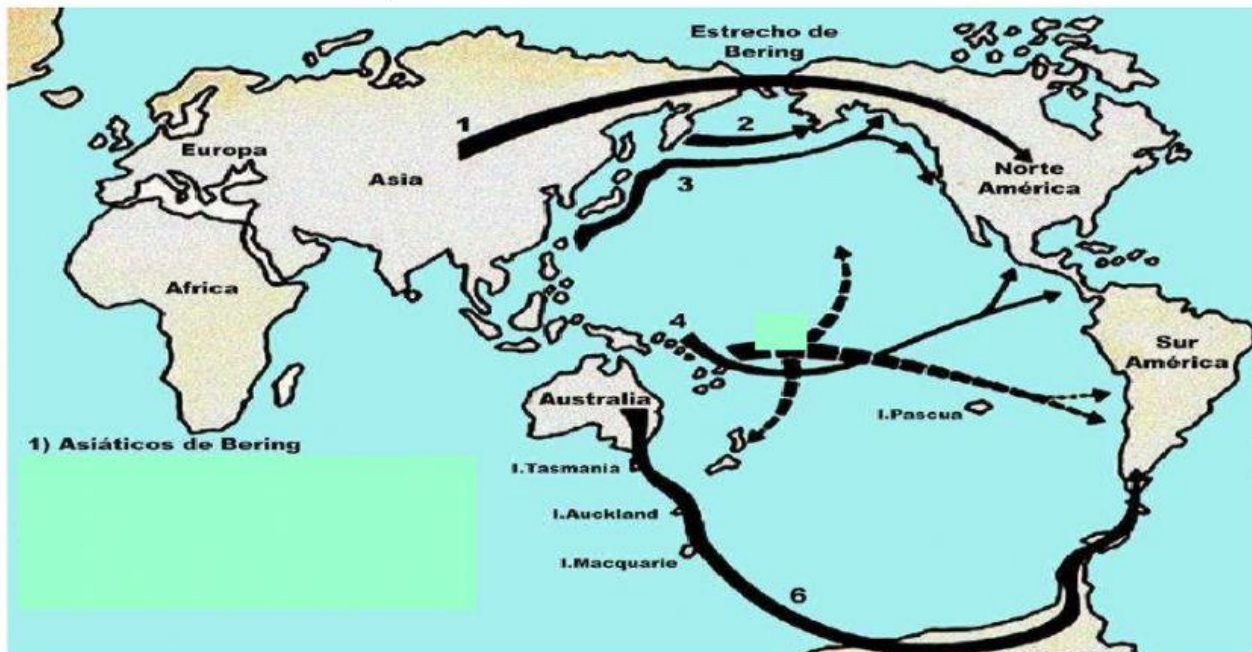 Estrecho de
Bering
1
2
Europa
Asia
3
Norte
América
Africa
4
Sur
América
Australia
I.Pascua
1) Asiáticos de Bering
I.Tasmania
I.Auckland
I.Macquarie
6